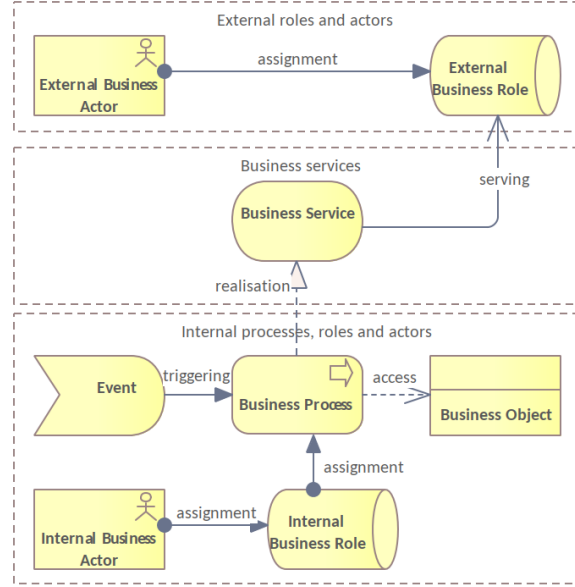 External roles and actors
External Business
Actor
assignment
External
Business Role
Business services
Business Service
serving
realisation
Internal processes, roles and actors
Event
triggering
Business Process
access
Business Object
assignment
Internal Business
Actor
assignment
Internal
Business Role